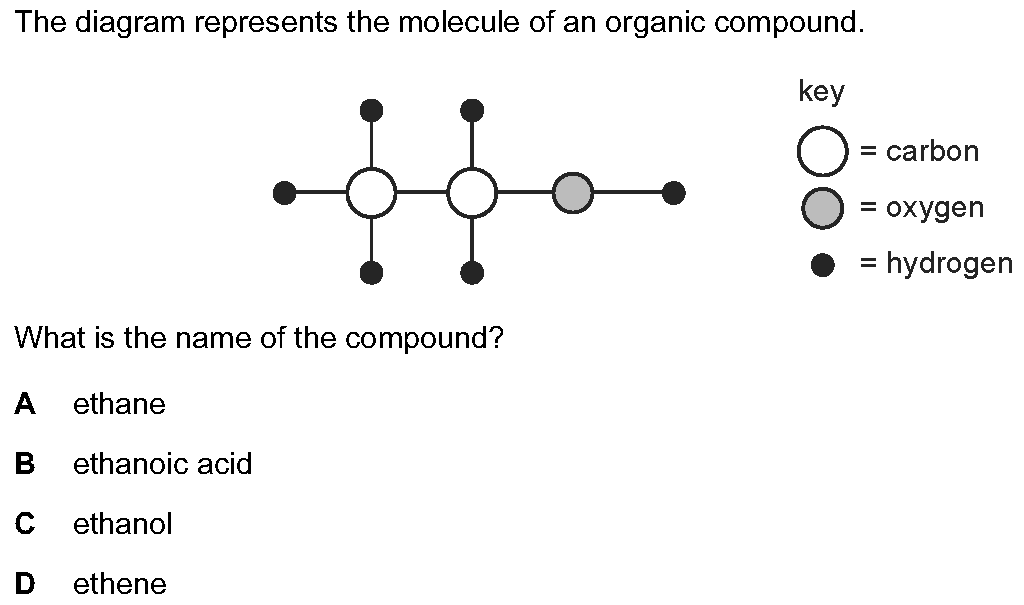 The diagram represents the molecule of an organic compound.
key
= carbon
= oxygen
= hydrogen
What is the name of the compound?
A ethane
B ethanoic acid
C ethanol
D ethene